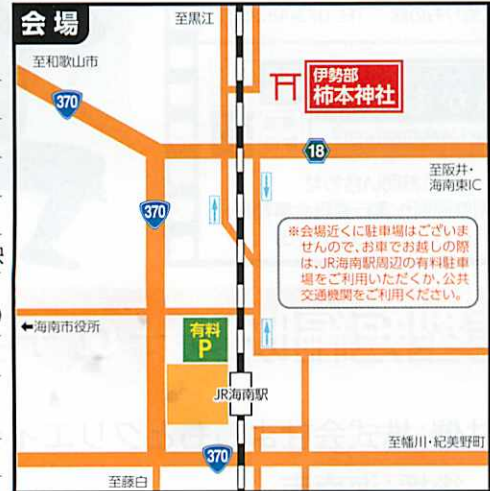 会場
至黒江
至和歌山市
370
伊勢部
柿本神社
18
至阪井・
海南東IC
370
※会場近くに駐車場はございま
せんので、お車でお越しの際
は、JR海南駅周辺の有料駐車
場をご利用いただくか、公共
交通機関をご利用ください。
←海南市役所
有料
P
JR海南駅
至幡川・紀美野町
370
至藤白